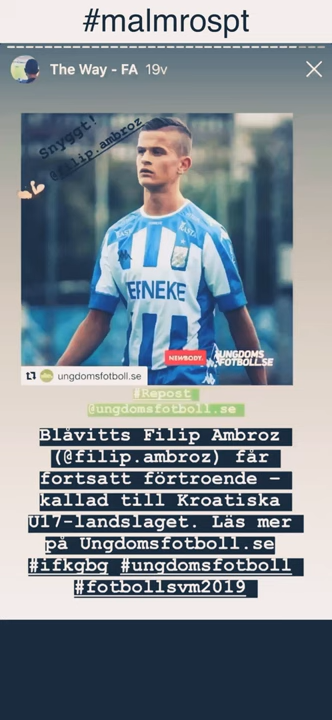 #malmrospt
The Way - FA 19v
Snyggt!
@filip.ambroz
EFNEKE
NEWBODY.
UNGDOMS
FOTBOLL.SE
ungdomsfotboll.se
#Repost
@ungdomsfotboll.se
Blåvitts Filip Ambroz
(@filip.ambroz) får
fortsatt förtroende –
kallad till Kroatiska
U17-landslaget. Läs mer
på Ungdomsfotboll.se
#ifkgbg #ungdomsfotboll
#fotbollsvm2019